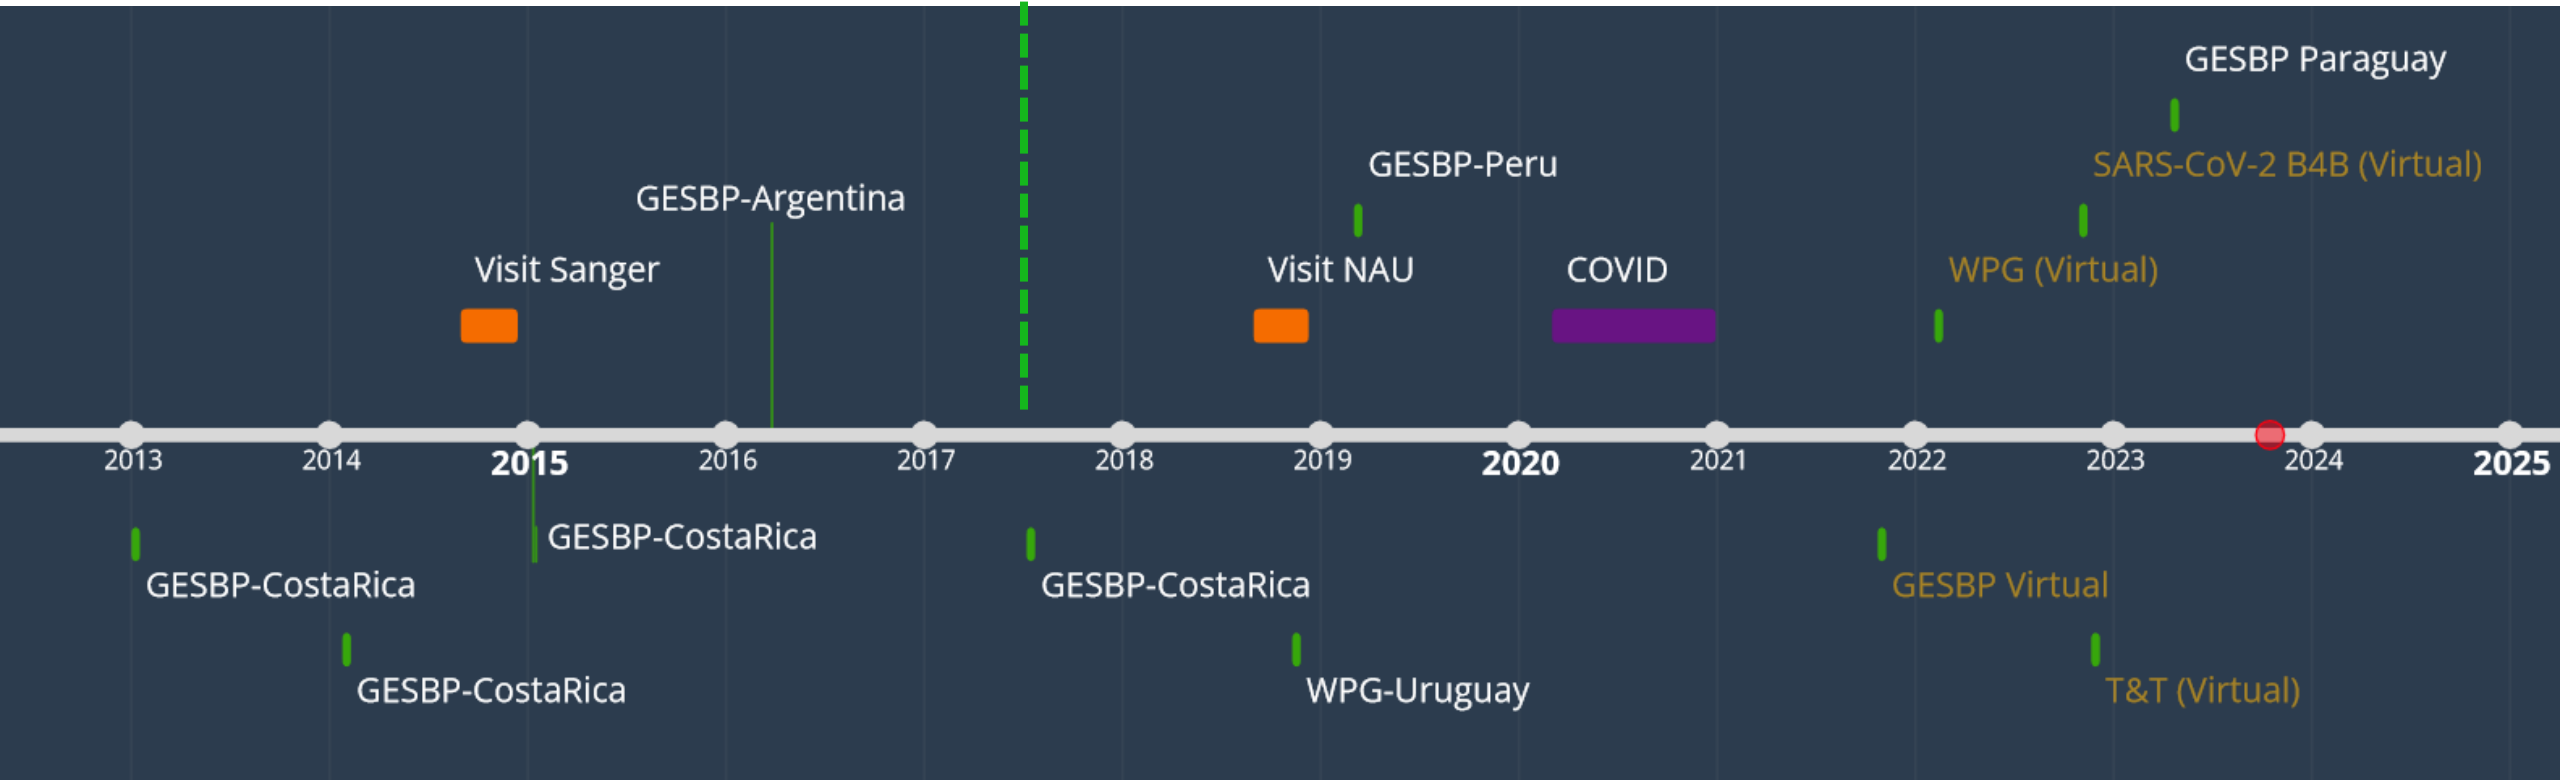 GESBP Paraguay
GESBP-Peru
SARS-CoV-2 B4B (Virtual)
GESBP-Argentina
Visit Sanger
Visit NAU
COVID
WPG (Virtual)
2013
2014
2015
2016
2017
2018
2019
2020
2021
2022
2023
2024
2025
GESBP-CostaRica
GESBP-CostaRica
GESBP-CostaRica
GESBP Virtual
GESBP-CostaRica
WPG-Uruguay
T&T (Virtual)